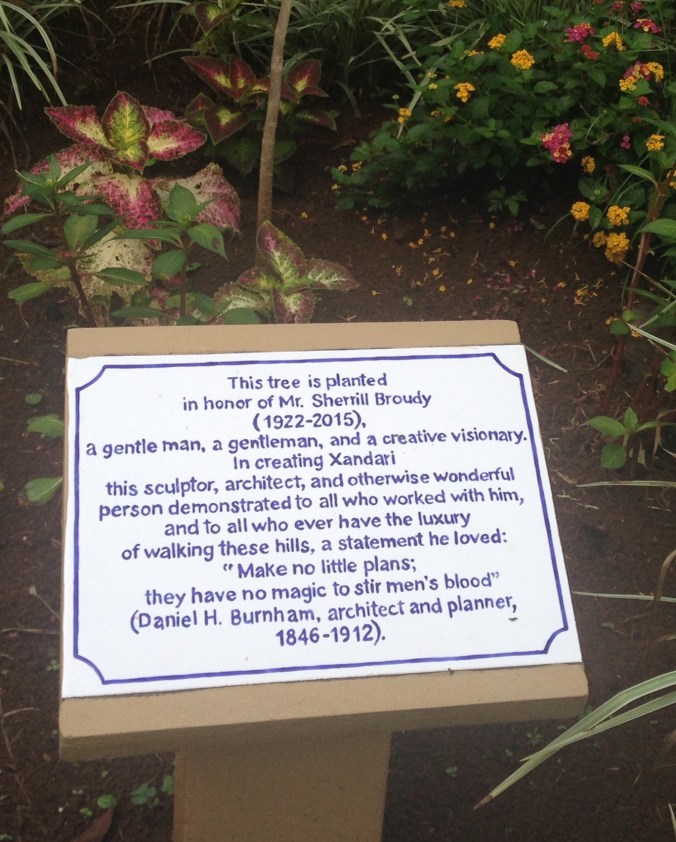 This tree is planted
in honor of Mr. Sherrill Broudy
(1922-2015),
a gentle man, a gentleman, and a creative visionary.
In creating Xandari
this sculptor, architect, and otherwise wonderful
person demonstrated to all who worked with him,
and to all who ever have the luxury
of walking these hills, a statement he loved:
“Make no little plans;
they have no magic to stir men's blood”
(Daniel H. Burnham, architect and planner,
1846-1912).